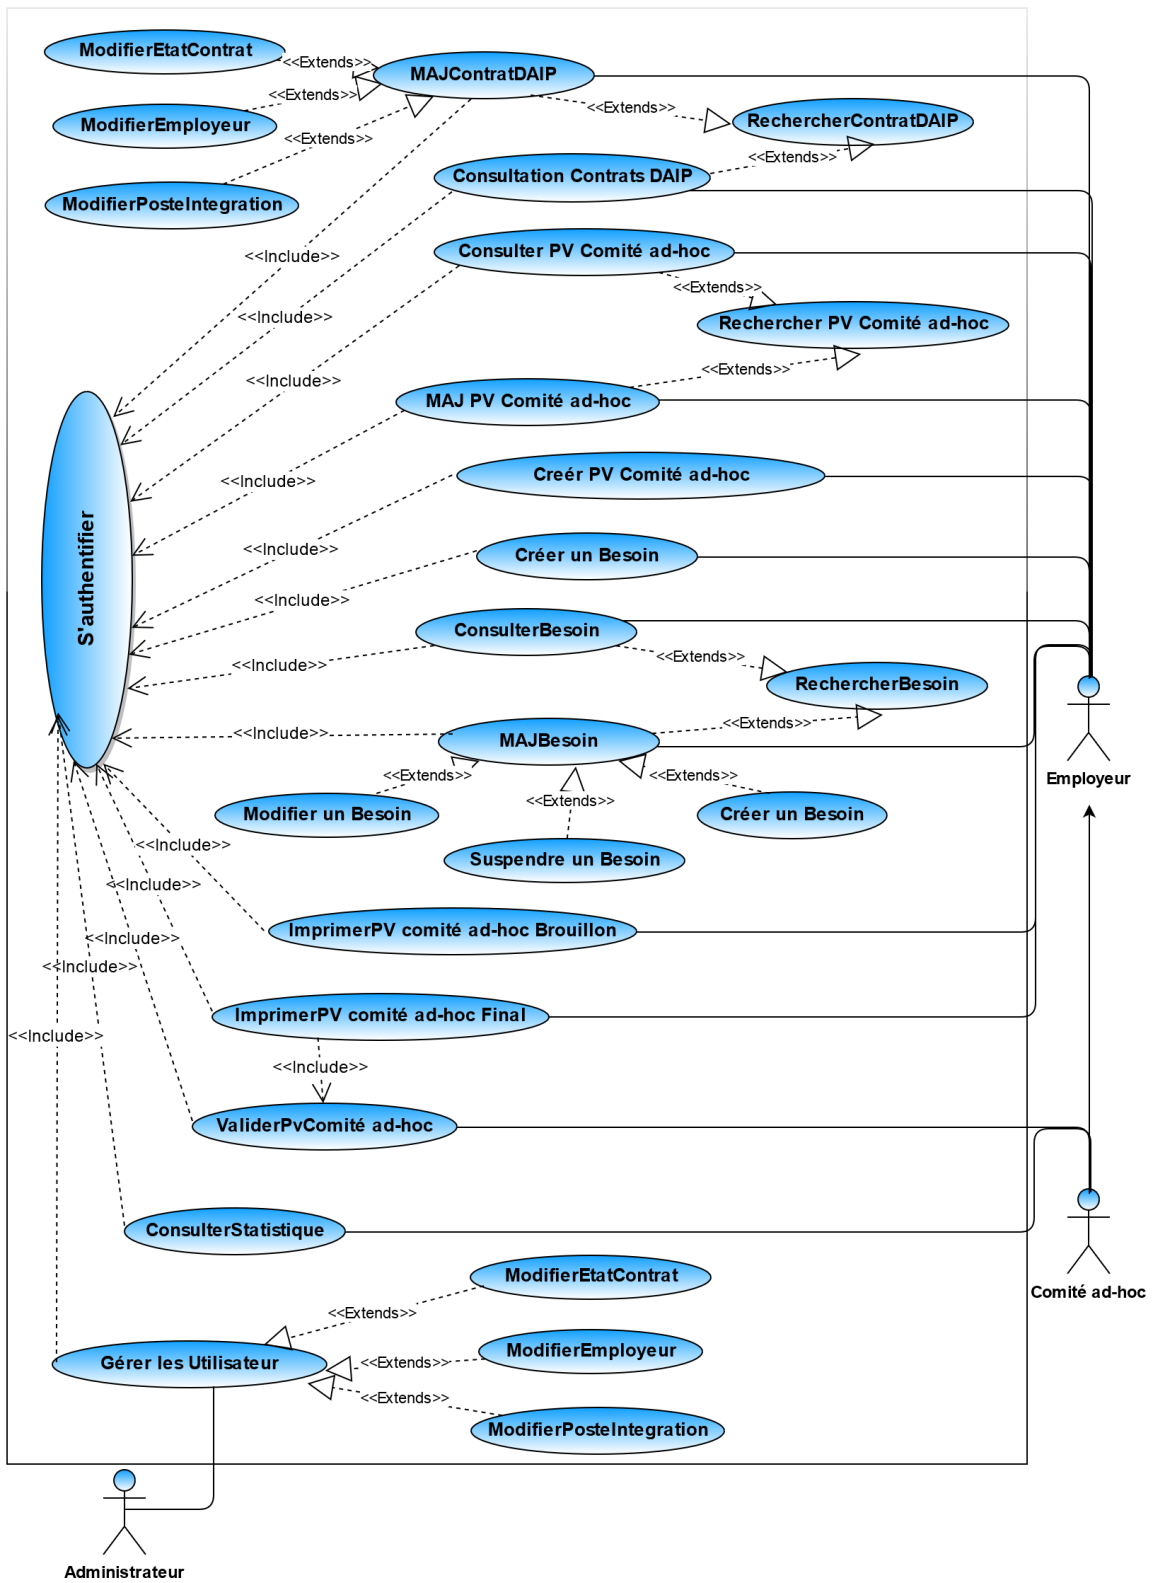 ModifierEtatContrat
<<Extends>>
MAJContratDAIP
<<Extends>>
<<Extends>>
RechercherContratDAIP
ModifierEmployeur
<<Extends>>
<<Extends>>
Consultation Contrats DAIP
ModifierPosteIntegration
<<Include>>
Consulter PV Comité ad-hoc
<<Extends>>
<<Include>>
Rechercher PV Comité ad-hoc
<<Extends>>
<<Include>>
MAJ PV Comité ad-hoc
<<Include>>
Creér PV Comité ad-hoc
<<Include>>
Créer un Besoin
S'authentifier
<<Include>>
ConsulterBesoin
<<Include>>
<<Extends>>
RechercherBesoin
<<Extends>>
<<Include>>
MAJBesoin
Employeur
<<Extends>>
<<Extends>>
<<Extends>>
Modifier un Besoin
Créer un Besoin
<<Include>>
Suspendre un Besoin
<<Include>>
ImprimerPV comité ad-hoc Brouillon
<<Include>>
<<Include>>
ImprimerPV comité ad-hoc Final
<<Include>>
<<Include>>
ValiderPvComité ad-hoc
ConsulterStatistique
ModifierEtatContrat
Comité ad-hoc
<<Extends>>
ModifierEmployeur
Gérer les Utilisateur
<<Extends>>
<<Extends>>
ModifierPosteIntegration
Administrateur